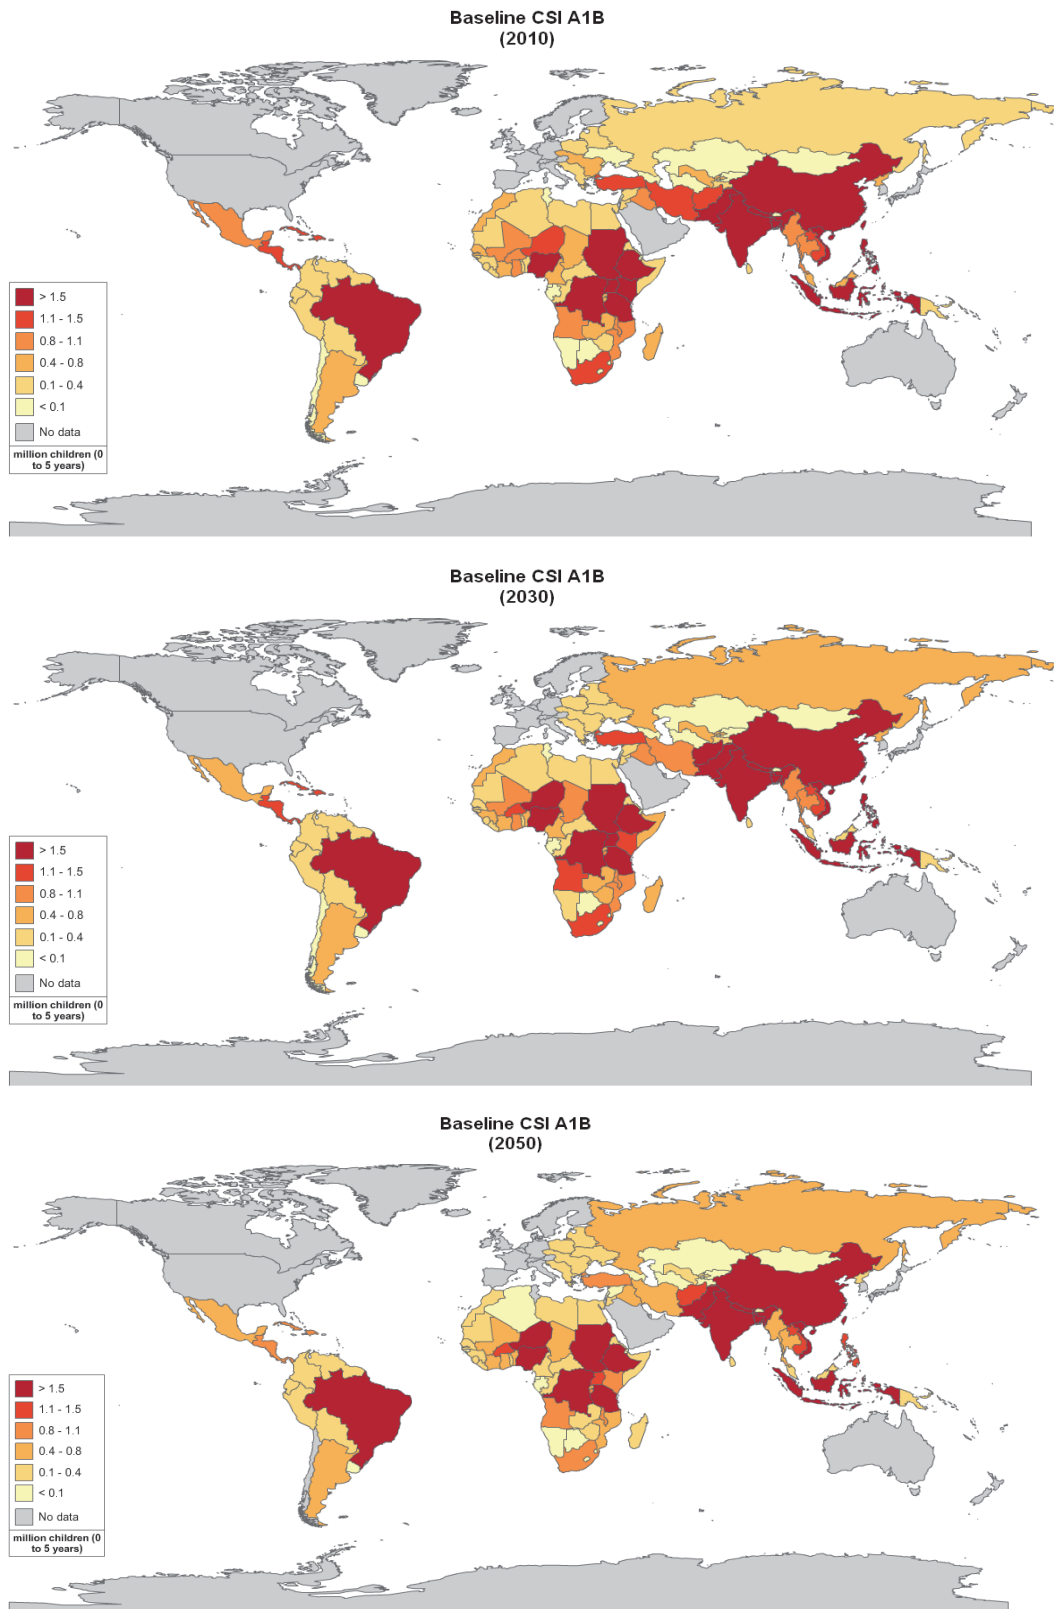 Baseline CSI A1B
(2010)
> 1.5
1.1 - 1.5
0.8 - 1.1
0.4 - 0.8
0.1 - 0.4
< 0.1
No data
million children (0
to 5 years)
Baseline CSI A1B
(2030)
> 1.5
1.1 - 1.5
0.8 - 1.1
0.4 - 0.8
0.1 - 0.4
< 0.1
No data
million children (0
to 5 years)
Baseline CSI A1B
(2050)
> 1.5
1.1 - 1.5
0.8 - 1.1
0.4 - 0.8
0.1 - 0.4
< 0.1
No data
million children (0
to 5 years)